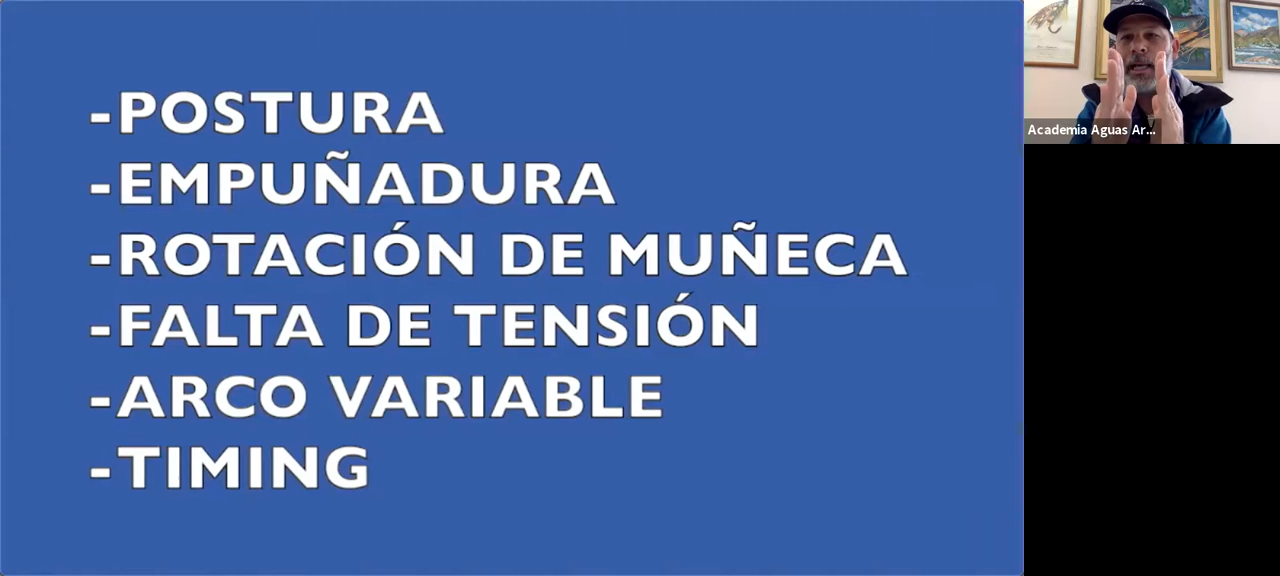 -POSTURA
-EMPUÑADURA
-ROTACIÓN DE MUÑECA
-FALTA DE TENSIÓN
-ARCO VARIABLE
-TIMING
Academia Aguas Ar...